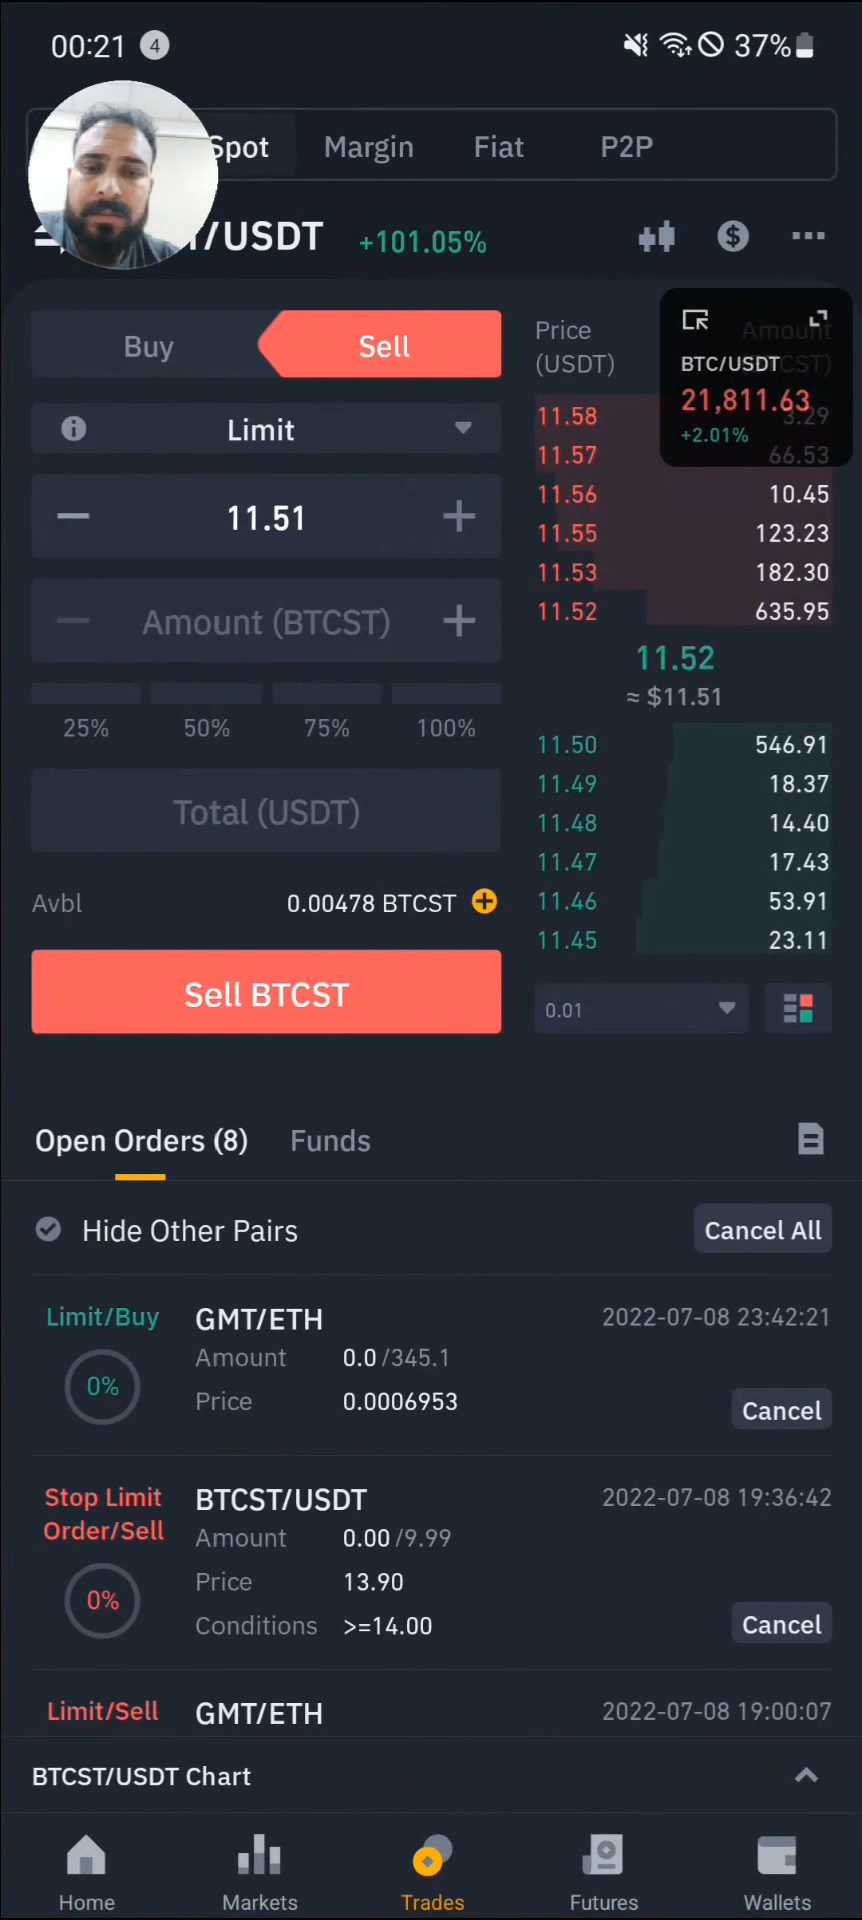 00:21 4 37%
Spot Margin Fiat P2P
T/USDT +101.05%
Buy Sell
Limit
11.51
Amount (BTCST)
25% 50% 75% 100%
Total (USDT)
Avbl 0.00478 BTCST
Sell BTCST
Price Amount
(USDT) (BTCST)
BTC/USDT
21,811.63
+2.01%
11.58 3.29
11.57 66.53
11.56 10.45
11.55 123.23
11.53 182.30
11.52 635.95
11.52
≈ $11.51
11.50 546.91
11.49 18.37
11.48 14.40
11.47 17.43
11.46 53.91
11.45 23.11
0.01
Open Orders (8) Funds
Hide Other Pairs Cancel All
Limit/Buy GMT/ETH 2022-07-08 23:42:21
0% Amount 0.0 /345.1
Price 0.0006953
Cancel
Stop Limit Order/Sell BTCST/USDT 2022-07-08 19:36:42
0% Amount 0.00 /9.99
Price 13.90
Conditions >=14.00
Cancel
Limit/Sell GMT/ETH 2022-07-08 19:00:07
BTCST/USDT Chart
Home Markets Trades Futures Wallets